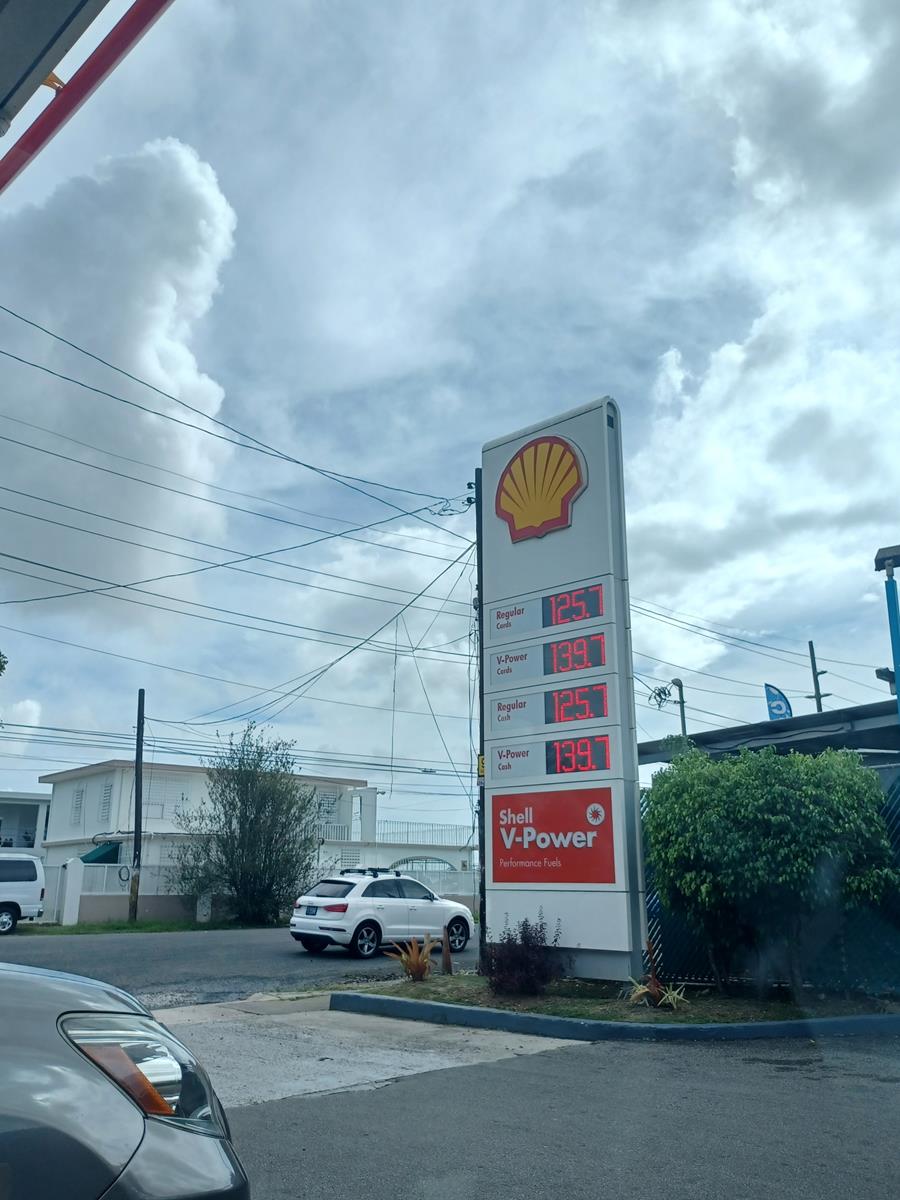 Regular
Cards
125.7
V-Power
Cards
139.7
Regular
Cash
125.7
V-Power
Cash
139.7
Shell
V-Power
Performance Fuels